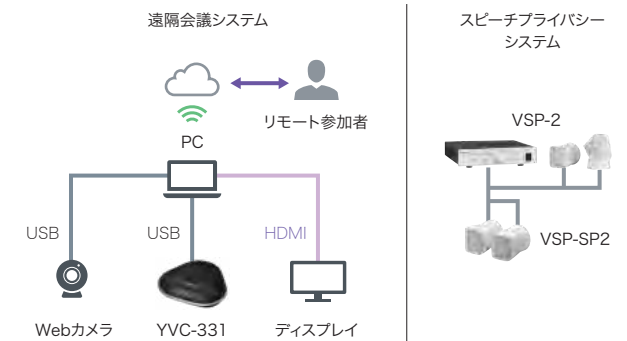 遠隔会議システム
リモート参加者
PC
USB
USB
HDMI
Webカメラ
YVC-331
ディスプレイ
スピーチプライバシー
システム
VSP-2
VSP-SP2